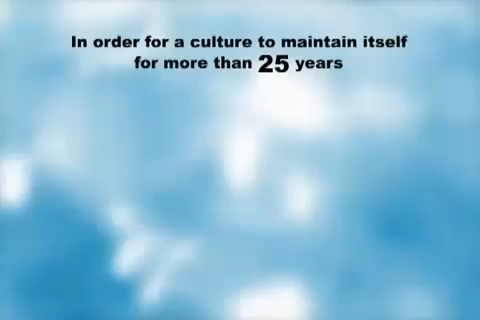 In order for a culture to maintain itself
for more than 25 years